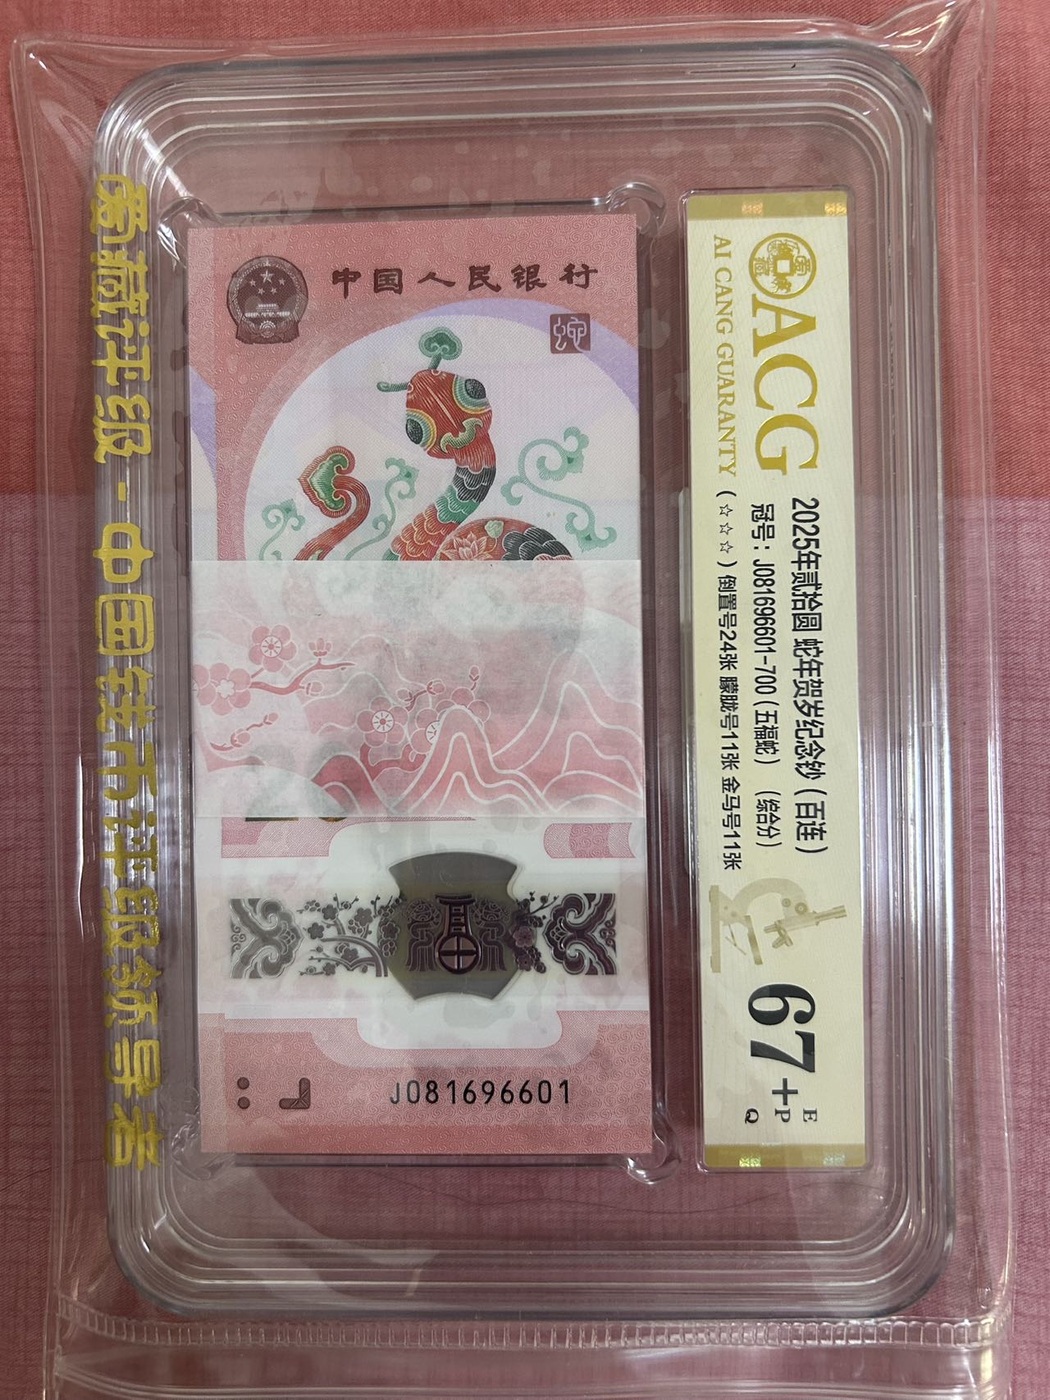 爱藏评级-中国钱币评级领导者
中国人民银行
J081696601
ACG
AI CANG GUARANTY
2025年贰拾圆 蛇年贺岁纪念钞(百连)
冠号:J081696601-700(五福蛇) (综合分)
(☆☆☆) 倒置号24张 朦胧号11张 金马号11张
67+
E
P
Q